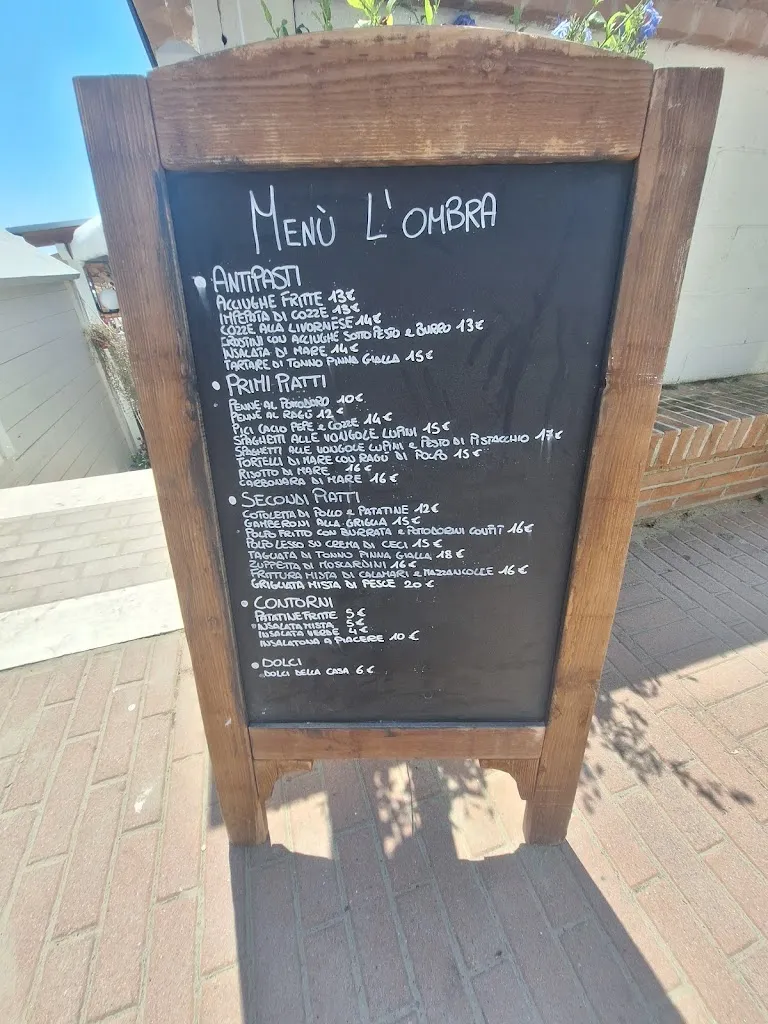 MENÙ L'OMBRA
• ANTIPASTI
ACCIUGHE FRITTE 13€
IMPEPATA DI COZZE 13€
COZZE ALLA LIVORNESE 14€
CROSTINI CON ACCIUGHE SOTTO PESTO e BURRO 13€
INSALATA DI MARE 14€
TARTARE DI TONNO PINNA GIALLA 15€
• PRIMI PIATTI
PENNE AL POMODORO 10€
PENNE AL RAGÙ 12€
PICI CACIO PEPE e COZZE 14€
SPAGHETTI ALLE VONGOLE LUPINI 15€
SPAGHETTI ALLE VONGOLE LUPINI e PESTO DI PISTACCHIO 17€
TORTELLI DI MARE CON RAGÙ DI POLPO 15€
RISOTTO DI MARE 16€
CARBONARA DI MARE 16€
• SECONDI PIATTI
COTOLETTA DI POLLO e PATATINE 12€
GAMBERONI ALLA GRIGLIA 15€
POLPO FRITTO CON BURRATA e POMODORINI CONFIT 16€
POLPO LESSO SU CREMA DI CECI 15€
TAGLIATA DI TONNO PINNA GIALLA 18€
ZUPPETTA DI MOSCARDINI 16€
FRITTURA MISTA DI CALAMARI e MAZZANCOLLE 16€
GRIGLIATA MISTA DI PESCE 20€
• CONTORNI
PATATINE FRITTE 5€
INSALATA MISTA 5€
INSALATA VERDE 4€
INSALATONA A PIACERE 10€
• DOLCI
DOLCI DELLA CASA 6€